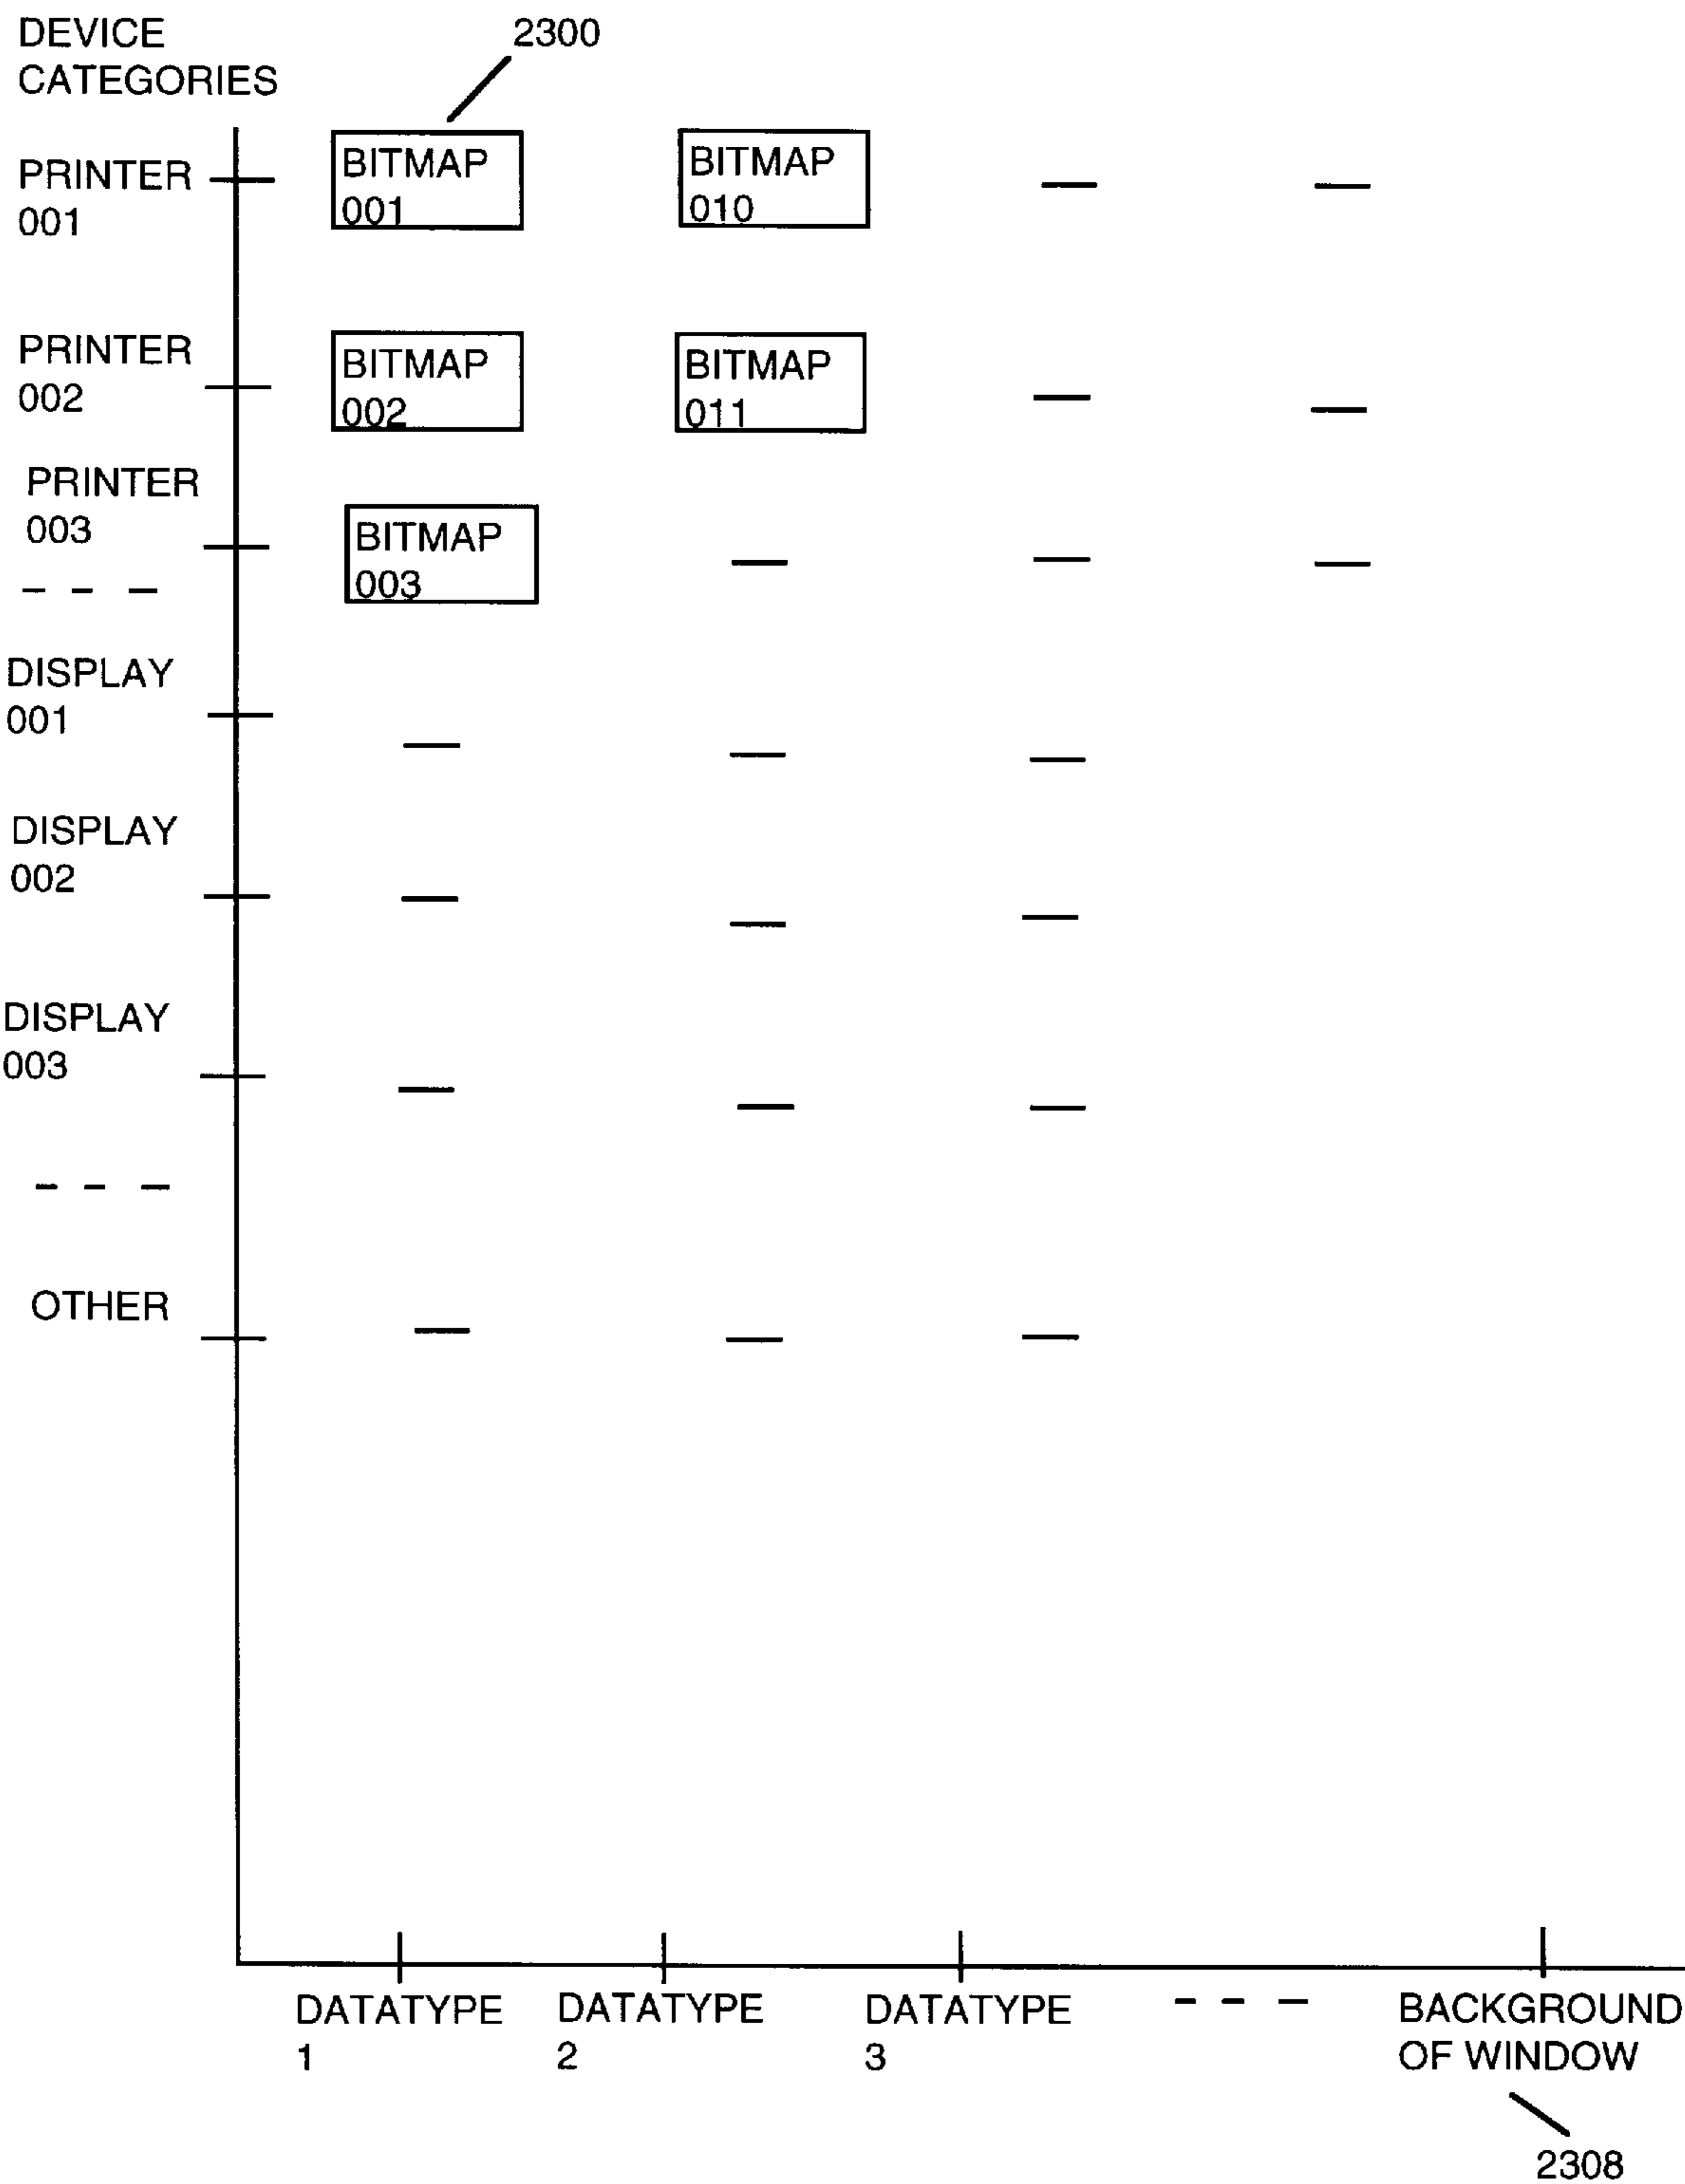 DEVICE
CATEGORIES
2300
PRINTER
001
BITMAP
001
BITMAP
010
PRINTER
002
BITMAP
002
BITMAP
011
PRINTER
003
BITMAP
003
DISPLAY
001
DISPLAY
002
DISPLAY
003
OTHER
DATATYPE
1
DATATYPE
2
DATATYPE
3
BACKGROUND
OF WINDOW
2308